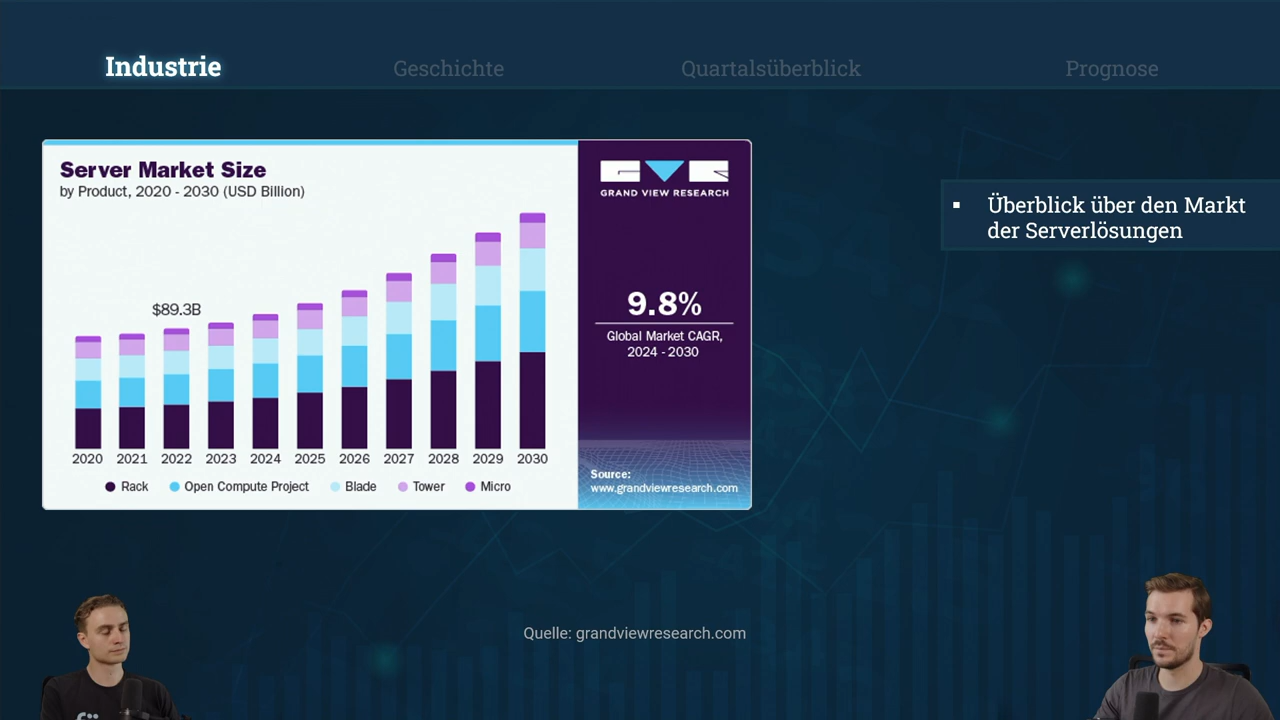 Industrie
Geschichte
Quartalsüberblick
Prognose
Server Market Size
by Product, 2020 - 2030 (USD Billion)
$89.3B
2020 2021 2022 2023 2024 2025 2026 2027 2028 2029 2030
Rack Open Compute Project Blade Tower Micro
GRAND VIEW RESEARCH
9.8%
Global Market CAGR,
2024 - 2030
Source:
www.grandviewresearch.com
Überblick über den Markt
der Serverlösungen
Quelle: grandviewresearch.com